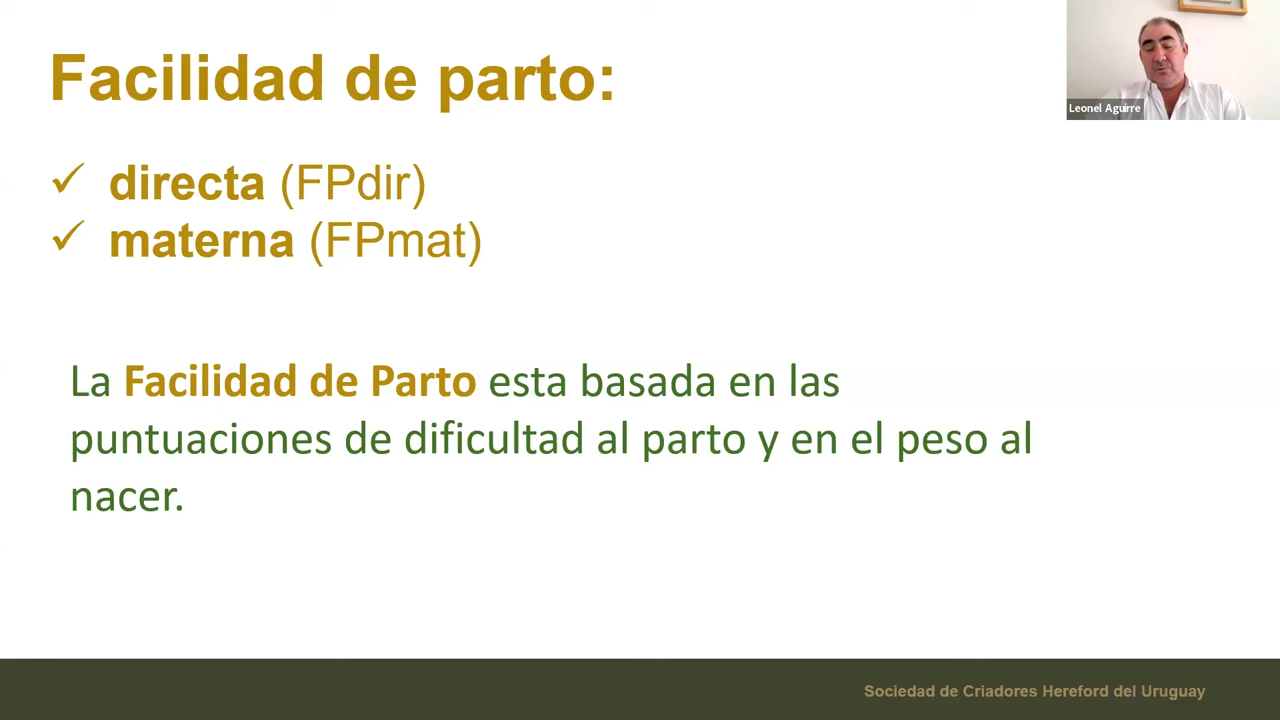 Facilidad de parto:
✓ directa (FPdir)
✓ materna (FPmat)
La Facilidad de Parto esta basada en las
puntuaciones de dificultad al parto y en el peso al
nacer.
Leonel Aguirre
Sociedad de Criadores Hereford del Uruguay